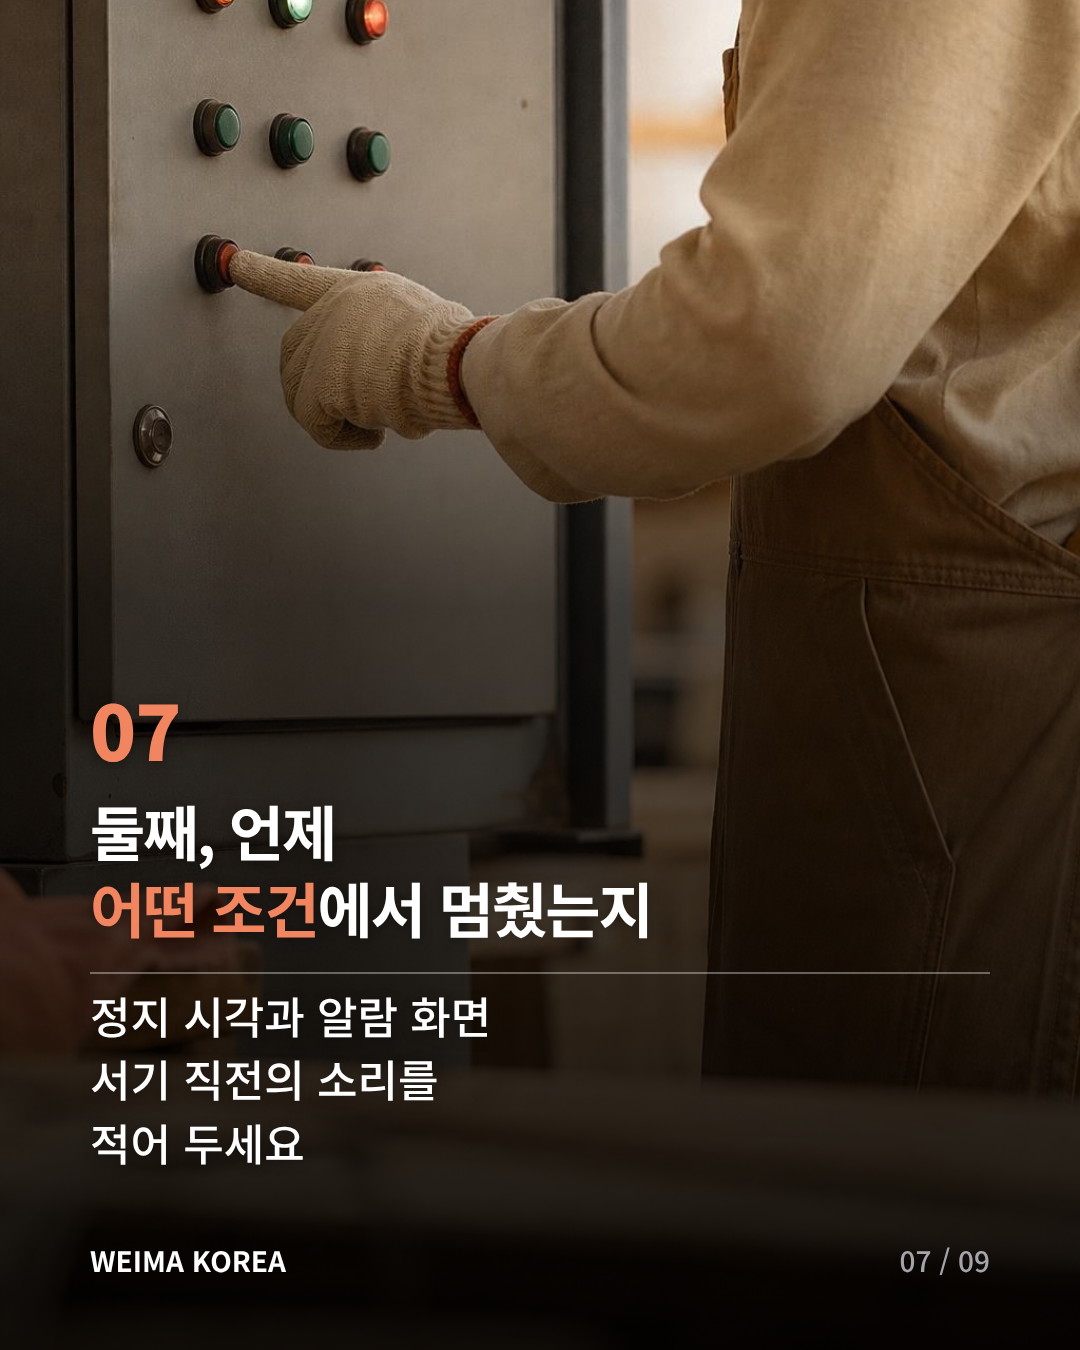 07
둘째, 언제
어떤 조건에서 멈췄는지
정지 시각과 알람 화면
서기 직전의 소리를
적어 두세요
WEIMA KOREA
07 / 09